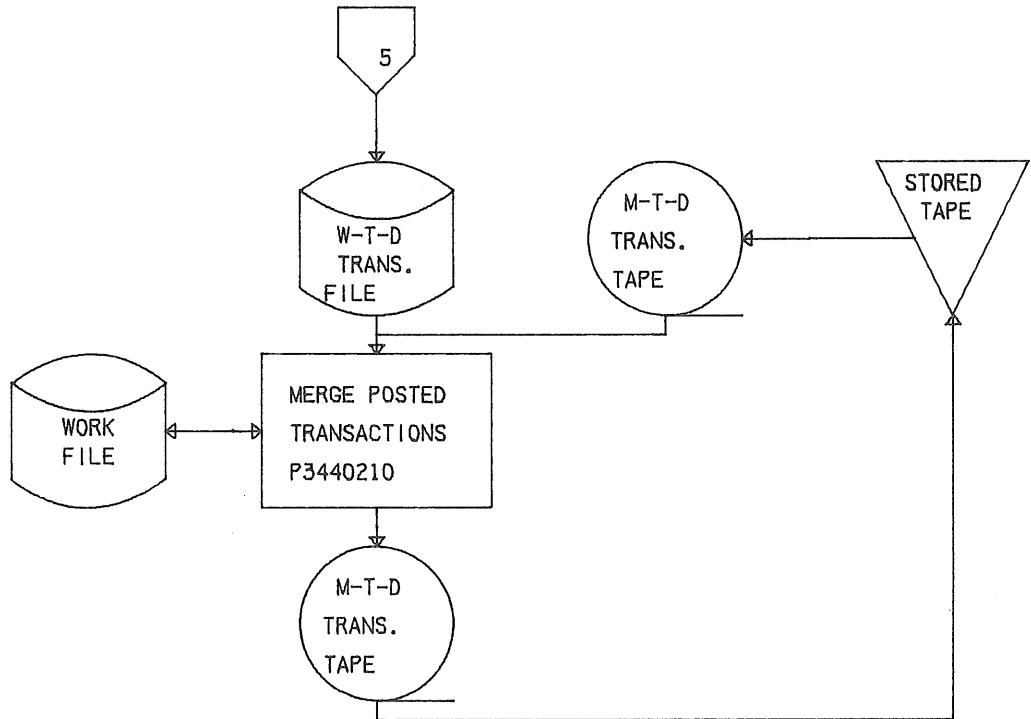 5
W-T-D
TRANS.
FILE
M-T-D
TRANS.
TAPE
STORED
TAPE
WORK
FILE
MERGE POSTED
TRANSACTIONS
P3440210
M-T-D
TRANS.
TAPE